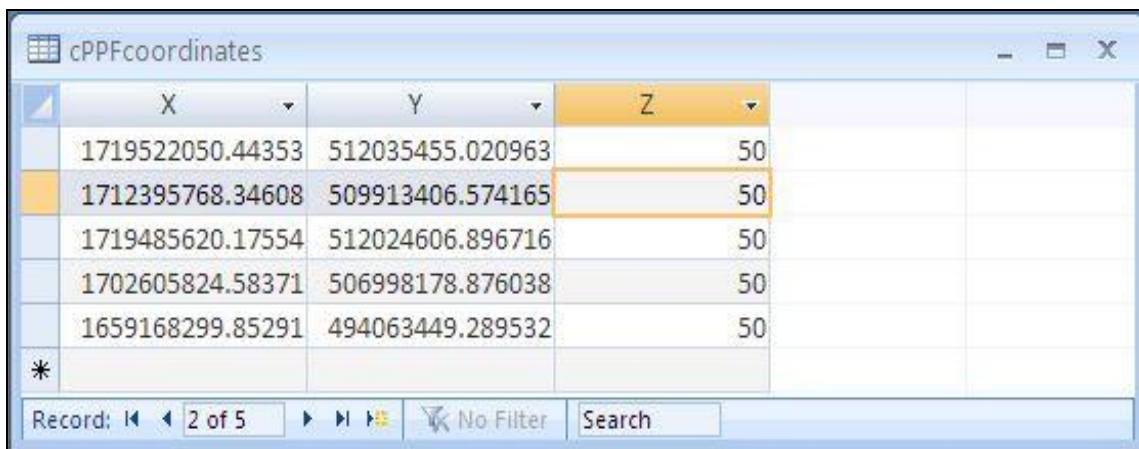 cPPFcoordinates
X Y Z
1719522050.44353 512035455.020963 50
1712395768.34608 509913406.574165 50
1719485620.17554 512024606.896716 50
1702605824.58371 506998178.876038 50
1659168299.85291 494063449.289532 50
Record: 2 of 5 No Filter Search